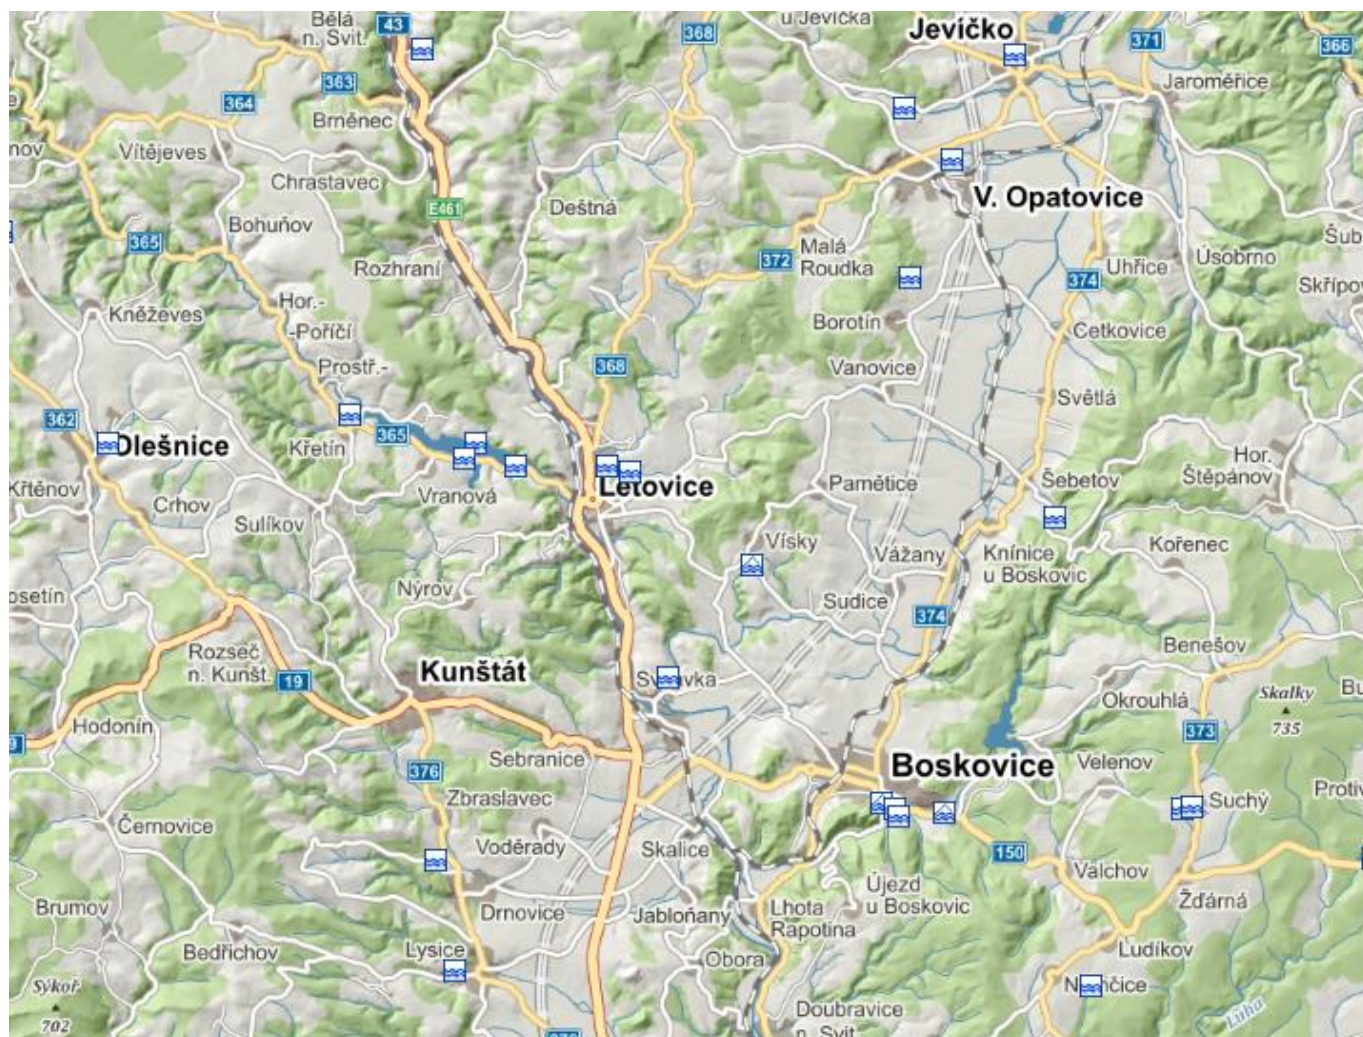 Bělá
n. Svit.
43
368
u Jevíčka
Jevíčko
371
366
363
364
Jaroměřice
Brněnec
Vítějeves
Chrastavec
E461
Deštná
V. Opatovice
Bohuňov
365
Rozhraní
372
Malá
Roudka
374
Uhřice
Úsobrno
Hor.-
-Poříčí
Kněževes
Borotín
Cetkovice
Prostř.-
368
Vanovice
Světlá
362
Olešnice
Křetín
365
Hor.
Štěpánov
Křtěnov
Crhov
Vranová
Letovice
Pamětice
Šebetov
Sulíkov
Vísky
Vážany
Knínice
u Boskovic
Kořenec
Nýrov
Sudice
374
Rozseč
n. Kunšt.
Benešov
Kunštát
19
Okrouhlá
Skalky
735
Hodonín
373
Sebranice
376
Boskovice
Velenov
Zbraslavec
Suchý
Černovice
Voděrady
Skalice
150
Valchov
Újezd
u Boskovic
Brumov
Drnovice
Jabloňany
Lhota
Rapotina
Žďárná
Bedřichov
Lysice
Obora
Ludíkov
Sýkoř
702
Doubravice
n. Svit.
Luha